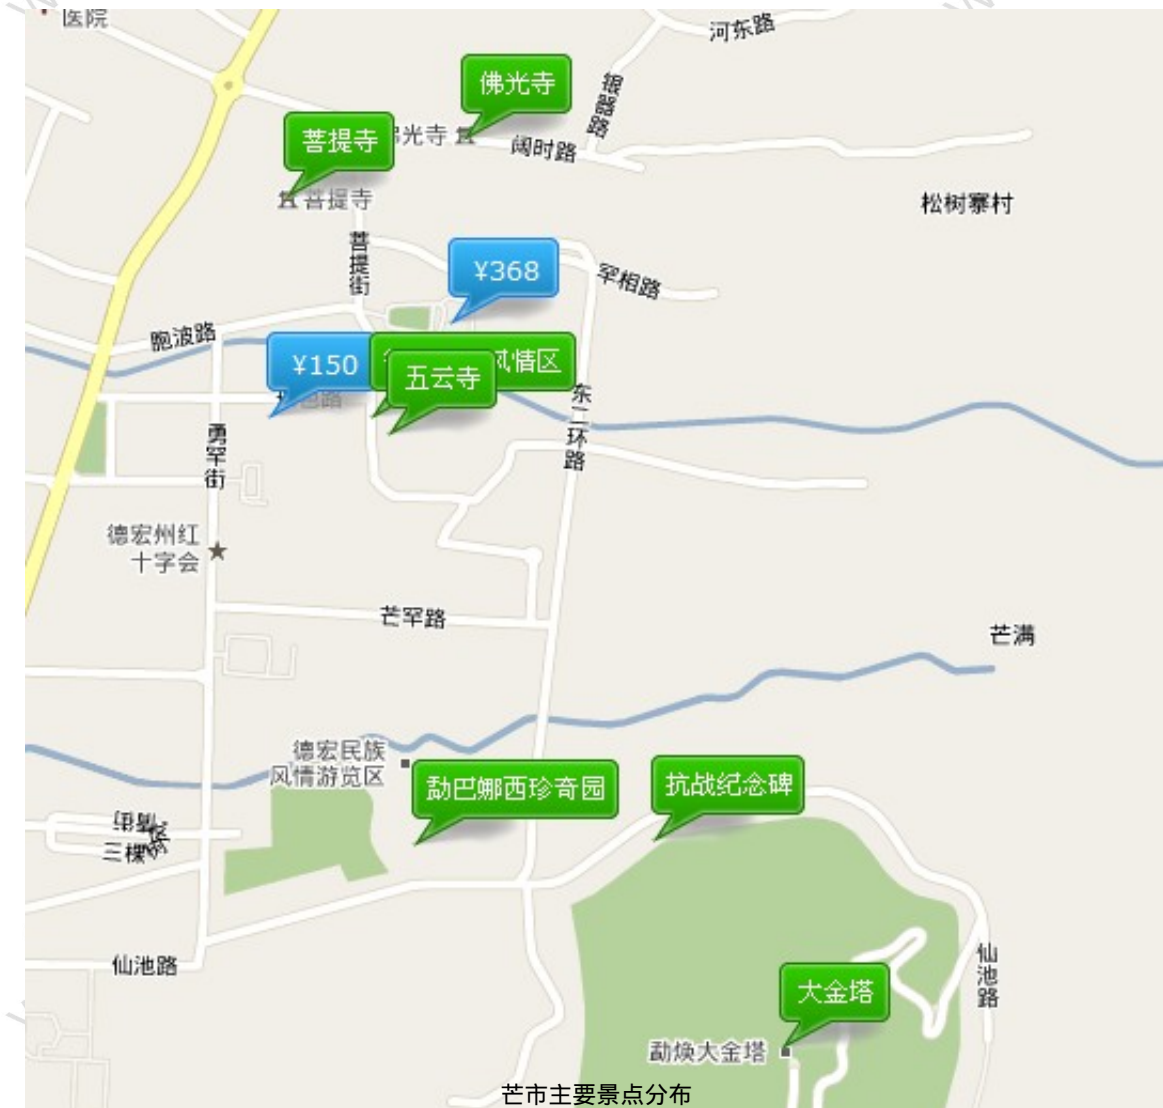 医院
河东路
佛光寺
银器路
菩提寺
光寺
阔时路
菩提寺
松树寨村
菩提街
¥368
罕相路
胞波路
¥150
风情区
五云寺
东二环路
勇罕街
德宏州红
十字会
芒罕路
芒满
德宏民族
风情游览区
勐巴娜西珍奇园
抗战纪念碑
三棵树
仙池路
仙池路
大金塔
勐焕大金塔
芒市主要景点分布